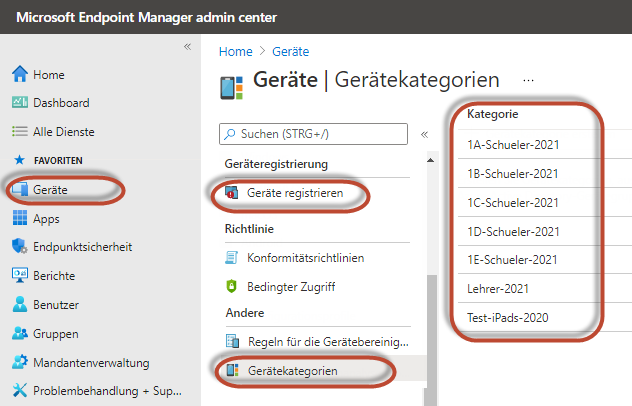 Microsoft Endpoint Manager admin center
«
Home
Dashboard
Alle Dienste
FAVORITEN
Geräte
Apps
Endpunktsicherheit
Berichte
Benutzer
Gruppen
Mandantenverwaltung
Problembehandlung + Sup...
Home > Geräte
Geräte | Gerätekategorien ...
Suchen (STRG+/)
«
Geräteregistrierung
Geräte registrieren
Richtlinie
Konformitätsrichtlinien
Bedingter Zugriff
Andere
Regeln für die Gerätebereinig...
Gerätekategorien
Kategorie
1A-Schueler-2021
1B-Schueler-2021
1C-Schueler-2021
1D-Schueler-2021
1E-Schueler-2021
Lehrer-2021
Test-iPads-2020